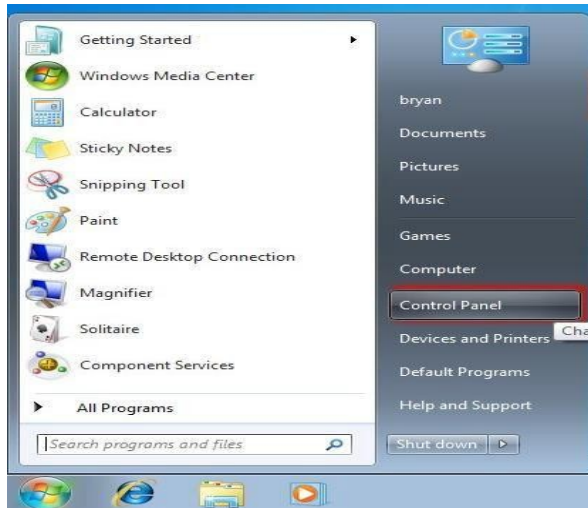 Getting Started
Windows Media Center
Calculator
Sticky Notes
Snipping Tool
Paint
Remote Desktop Connection
Magnifier
Solitaire
Component Services
All Programs
Search programs and files
bryan
Documents
Pictures
Music
Games
Computer
Control Panel
Cha
Devices and Printers
Default Programs
Help and Support
Shut down